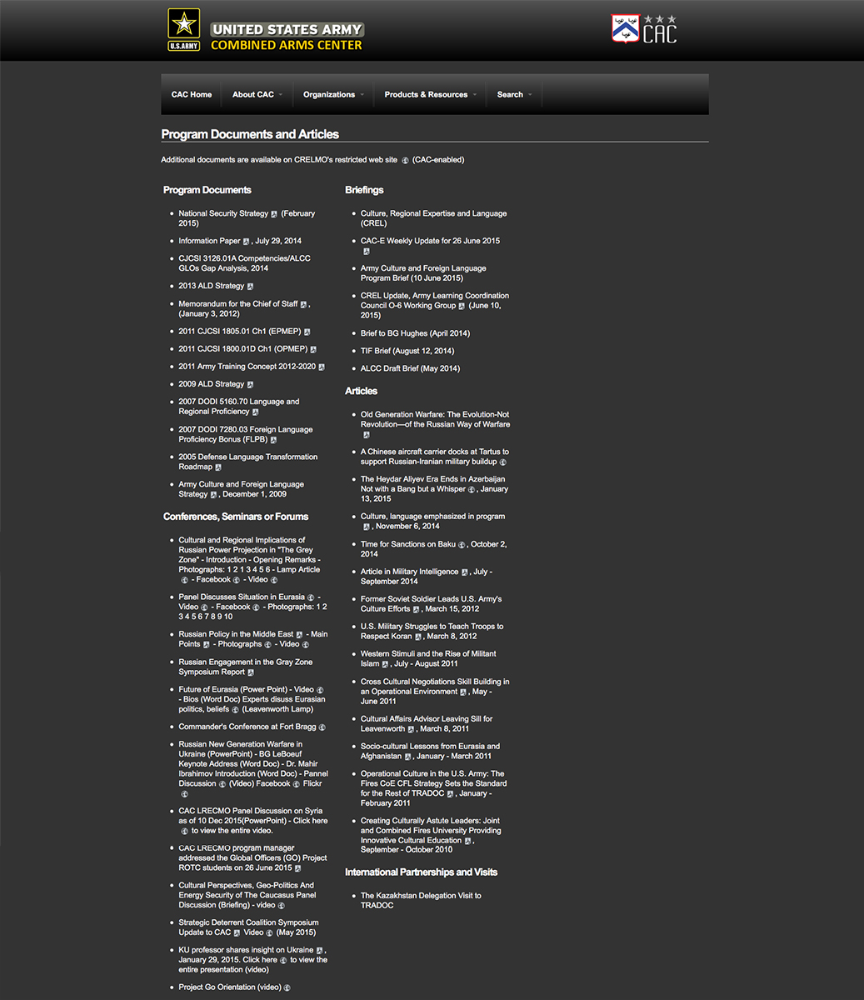 U.S.ARMY
UNITED STATES ARMY
COMBINED ARMS CENTER
CAC
CAC Home
About CAC
Organizations
Products & Resources
Search
Program Documents and Articles
Additional documents are available on CRELMO's restricted web site (CAC-enabled)
Program Documents
National Security Strategy (February
2015)
Information Paper , July 29, 2014
CJCSI 3126.01A Competencies/ALCC
GLOs Gap Analysis, 2014
2013 ALD Strategy
Memorandum for the Chief of Staff ,
(January 3, 2012)
2011 CJCSI 1805.01 Ch1 (EPMEP)
2011 CJCSI 1800.01D Ch1 (OPMEP)
2011 Army Training Concept 2012-2020
2009 ALD Strategy
2007 DODI 5160.70 Language and
Regional Proficiency
2007 DODI 7280.03 Foreign Language
Proficiency Bonus (FLPB)
2005 Defense Language Transformation
Roadmap
Army Culture and Foreign Language
Strategy , December 1, 2009
Conferences, Seminars or Forums
Cultural and Regional Implications of
Russian Power Projection in "The Grey
Zone" - Introduction - Opening Remarks -
Photographs: 1 2 1 3 4 5 6 - Lamp Article
- Facebook - Video
Panel Discusses Situation in Eurasia -
Video - Facebook - Photographs: 1 2
3 4 5 6 7 8 9 10
Russian Policy in the Middle East - Main
Points - Photographs - Video
Russian Engagement in the Gray Zone
Symposium Report
Future of Eurasia (Power Point) - Video
- Bios (Word Doc) Experts disuss Eurasian
politics, beliefs (Leavenworth Lamp)
Commander's Conference at Fort Bragg
Russian New Generation Warfare in
Ukraine (PowerPoint) - BG LeBoeuf
Keynote Address (Word Doc) - Dr. Mahir
Ibrahimov Introduction (Word Doc) - Pannel
Discussion (Video) Facebook Flickr
CAC LRECMO Panel Discussion on Syria
as of 10 Dec 2015(PowerPoint) - Click here
to view the entire video.
CAC LRECMO program manager
addressed the Global Officers (GO) Project
ROTC students on 26 June 2015
Cultural Perspectives, Geo-Politics And
Energy Security of The Caucasus Panel
Discussion (Briefing) - video
Strategic Deterrent Coalition Symposium
Update to CAC Video (May 2015)
KU professor shares insight on Ukraine ,
January 29, 2015. Click here to view the
entire presentation (video)
Project Go Orientation (video)
Briefings
Culture, Regional Expertise and Language
(CREL)
CAC-E Weekly Update for 26 June 2015
Army Culture and Foreign Language
Program Brief (10 June 2015)
CREL Update, Army Learning Coordination
Council O-6 Working Group (June 10,
2015)
Brief to BG Hughes (April 2014)
TIF Brief (August 12, 2014)
ALCC Draft Brief (May 2014)
Articles
Old Generation Warfare: The Evolution-Not
Revolution—of the Russian Way of Warfare
A Chinese aircraft carrier docks at Tartus to
support Russian-Iranian military buildup
The Heydar Aliyev Era Ends in Azerbaijan
Not with a Bang but a Whisper , January
13, 2015
Culture, language emphasized in program
, November 6, 2014
Time for Sanctions on Baku , October 2,
2014
Article in Military Intelligence , July -
September 2014
Former Soviet Soldier Leads U.S. Army's
Culture Efforts , March 15, 2012
U.S. Military Struggles to Teach Troops to
Respect Koran , March 8, 2012
Western Stimuli and the Rise of Militant
Islam , July - August 2011
Cross Cultural Negotiations Skill Building in
an Operational Environment , May -
June 2011
Cultural Affairs Advisor Leaving Sill for
Leavenworth , March 8, 2011
Socio-cultural Lessons from Eurasia and
Afghanistan , January - March 2011
Operational Culture in the U.S. Army: The
Fires CoE CFL Strategy Sets the Standard
for the Rest of TRADOC , January -
February 2011
Creating Culturally Astute Leaders: Joint
and Combined Fires University Providing
Innovative Cultural Education ,
September - October 2010
International Partnerships and Visits
The Kazakhstan Delegation Visit to
TRADOC